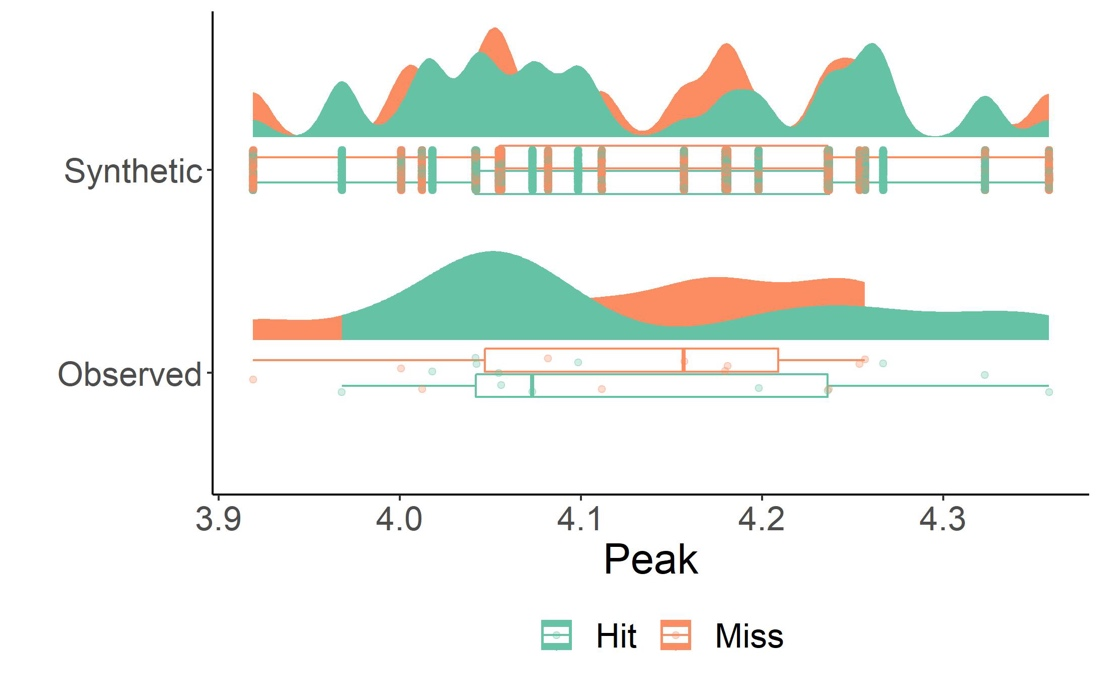 Synthetic
Observed
3.9 4.0 4.1 4.2 4.3
Peak
Hit Miss